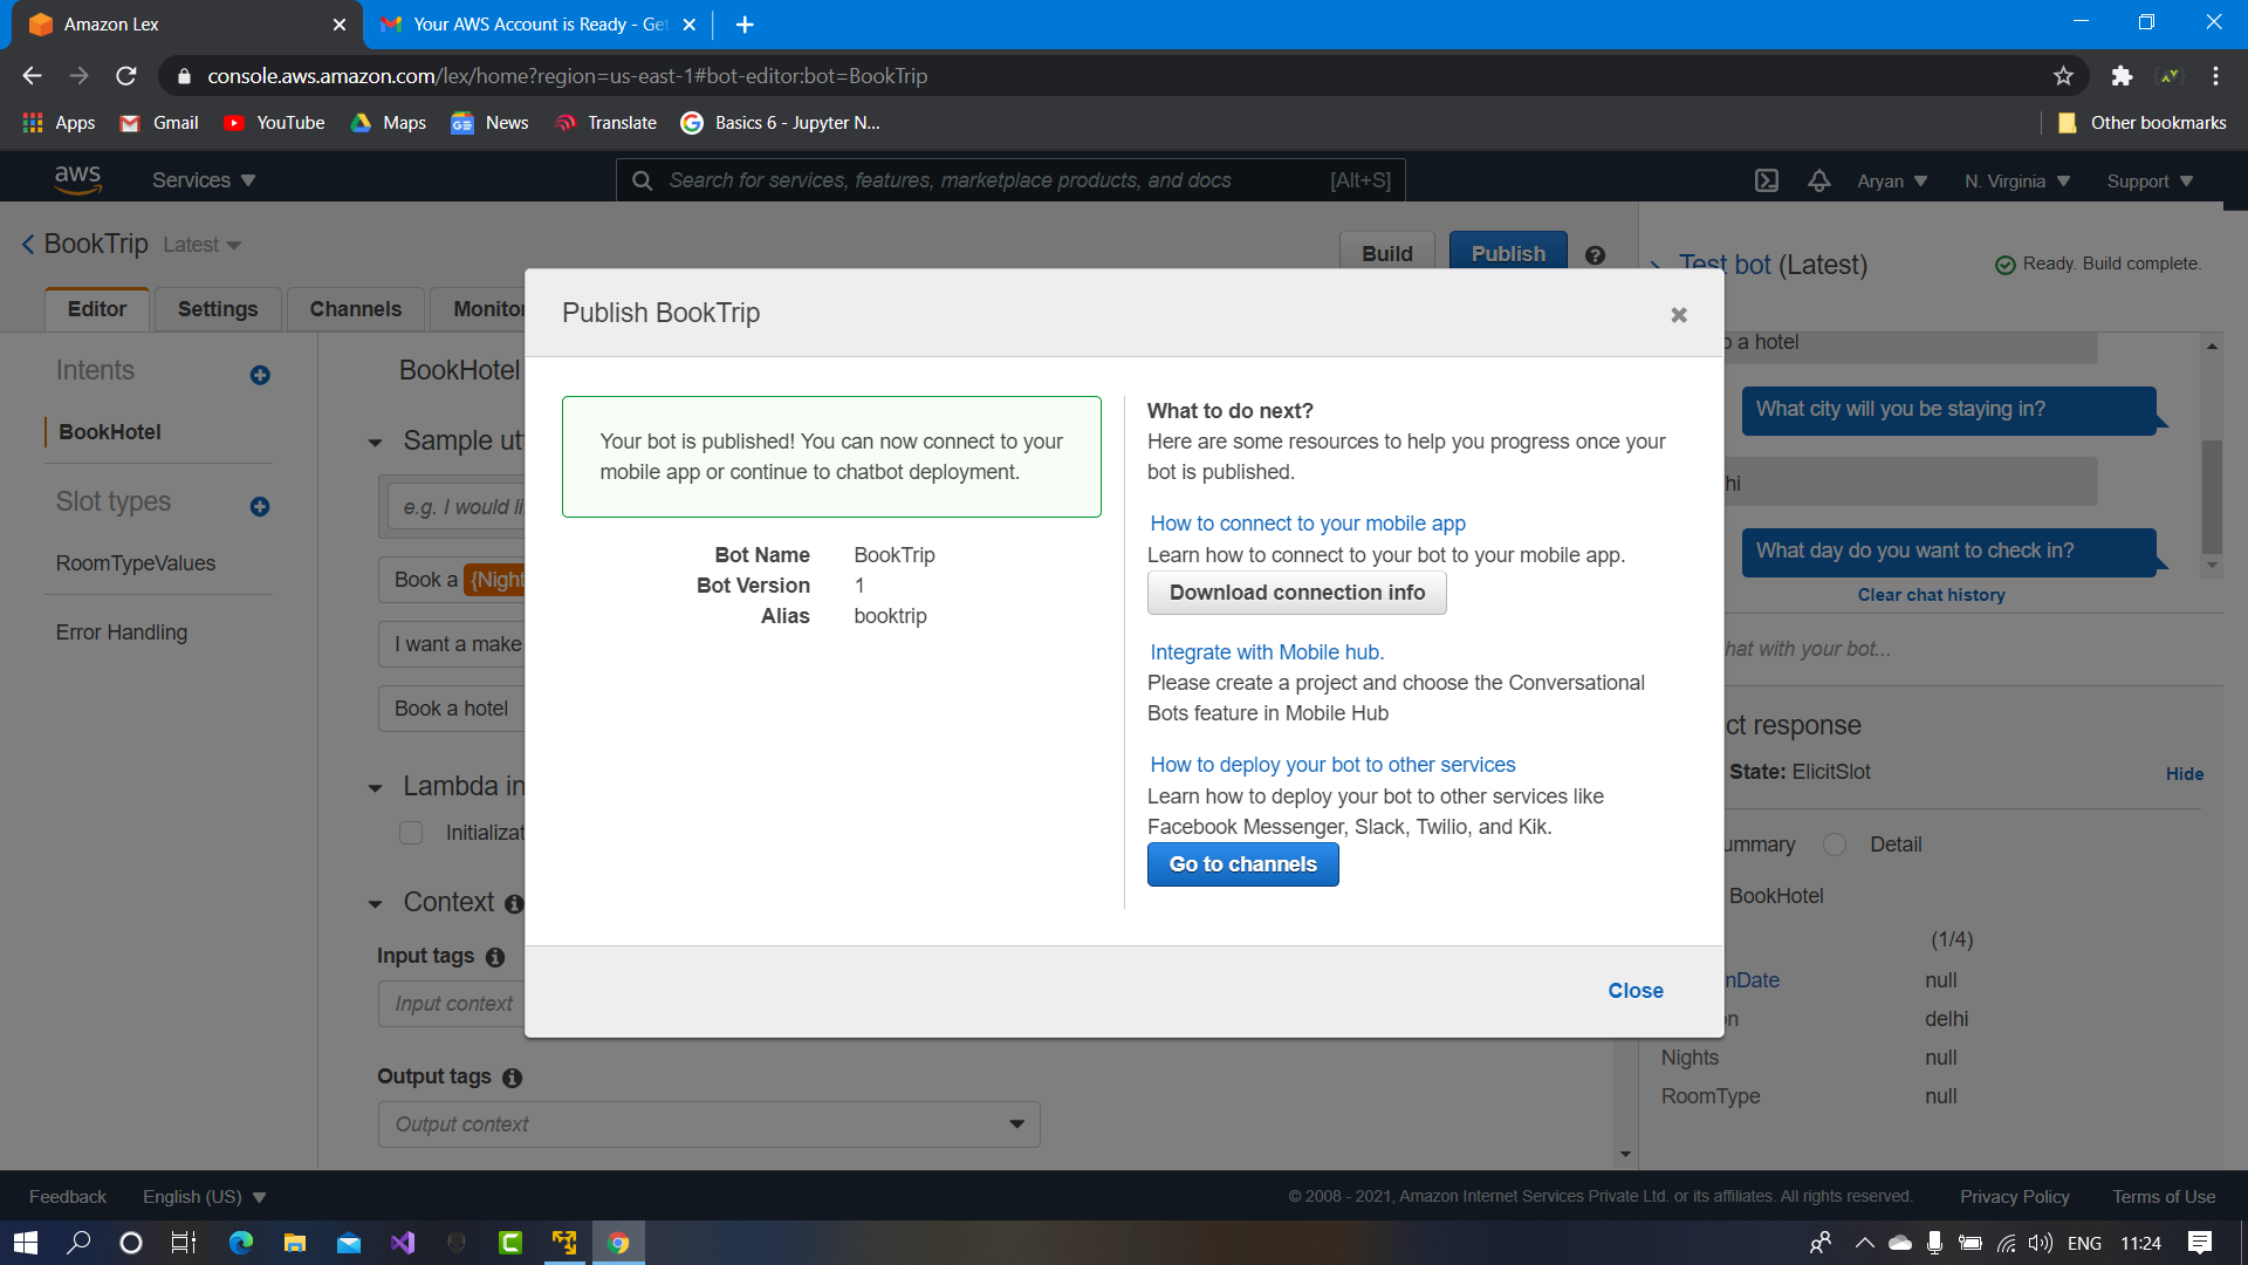 Amazon Lex
Your AWS Account is Ready - Get
console.aws.amazon.com/lex/home?region=us-east-1#bot-editor:bot=BookTrip
Apps
Gmail
YouTube
Maps
News
Translate
Basics 6 - Jupyter N...
Other bookmarks
aws
Services
Search for services, features, marketplace products, and docs
[Alt+S]
Aryan
N. Virginia
Support
BookTrip Latest
Build
Publish
Test bot (Latest)
Ready. Build complete.
Editor
Settings
Channels
Publish BookTrip
Intents
BookHotel
BookHotel
Sample
Slot types
e.g. I would
RoomTypeValues
Book a
Error Handling
I want a make
Book a hotel
Lambda
Context
Input tags
Input context
Output tags
Output context
Your bot is published! You can now connect to your
mobile app or continue to chatbot deployment.
Bot Name BookTrip
Bot Version 1
Alias booktrip
What to do next?
Here are some resources to help you progress once your
bot is published.
How to connect to your mobile app
Learn how to connect to your bot to your mobile app.
Download connection info
Integrate with Mobile hub.
Please create a project and choose the Conversational
Bots feature in Mobile Hub
How to deploy your bot to other services
Learn how to deploy your bot to other services like
Facebook Messenger, Slack, Twilio, and Kik.
Go to channels
Close
a hotel
What city will you be staying in?
What day do you want to check in?
Clear chat history
with your bot...
response
State: ElicitSlot
Hide
Detail
BookHotel
(1/4)
null
delhi
Nights null
RoomType null
Feedback
English (US)
© 2008 - 2021, Amazon Internet Services Private Ltd. or its affiliates. All rights reserved.
Privacy Policy
Terms of Use
ENG
11:24